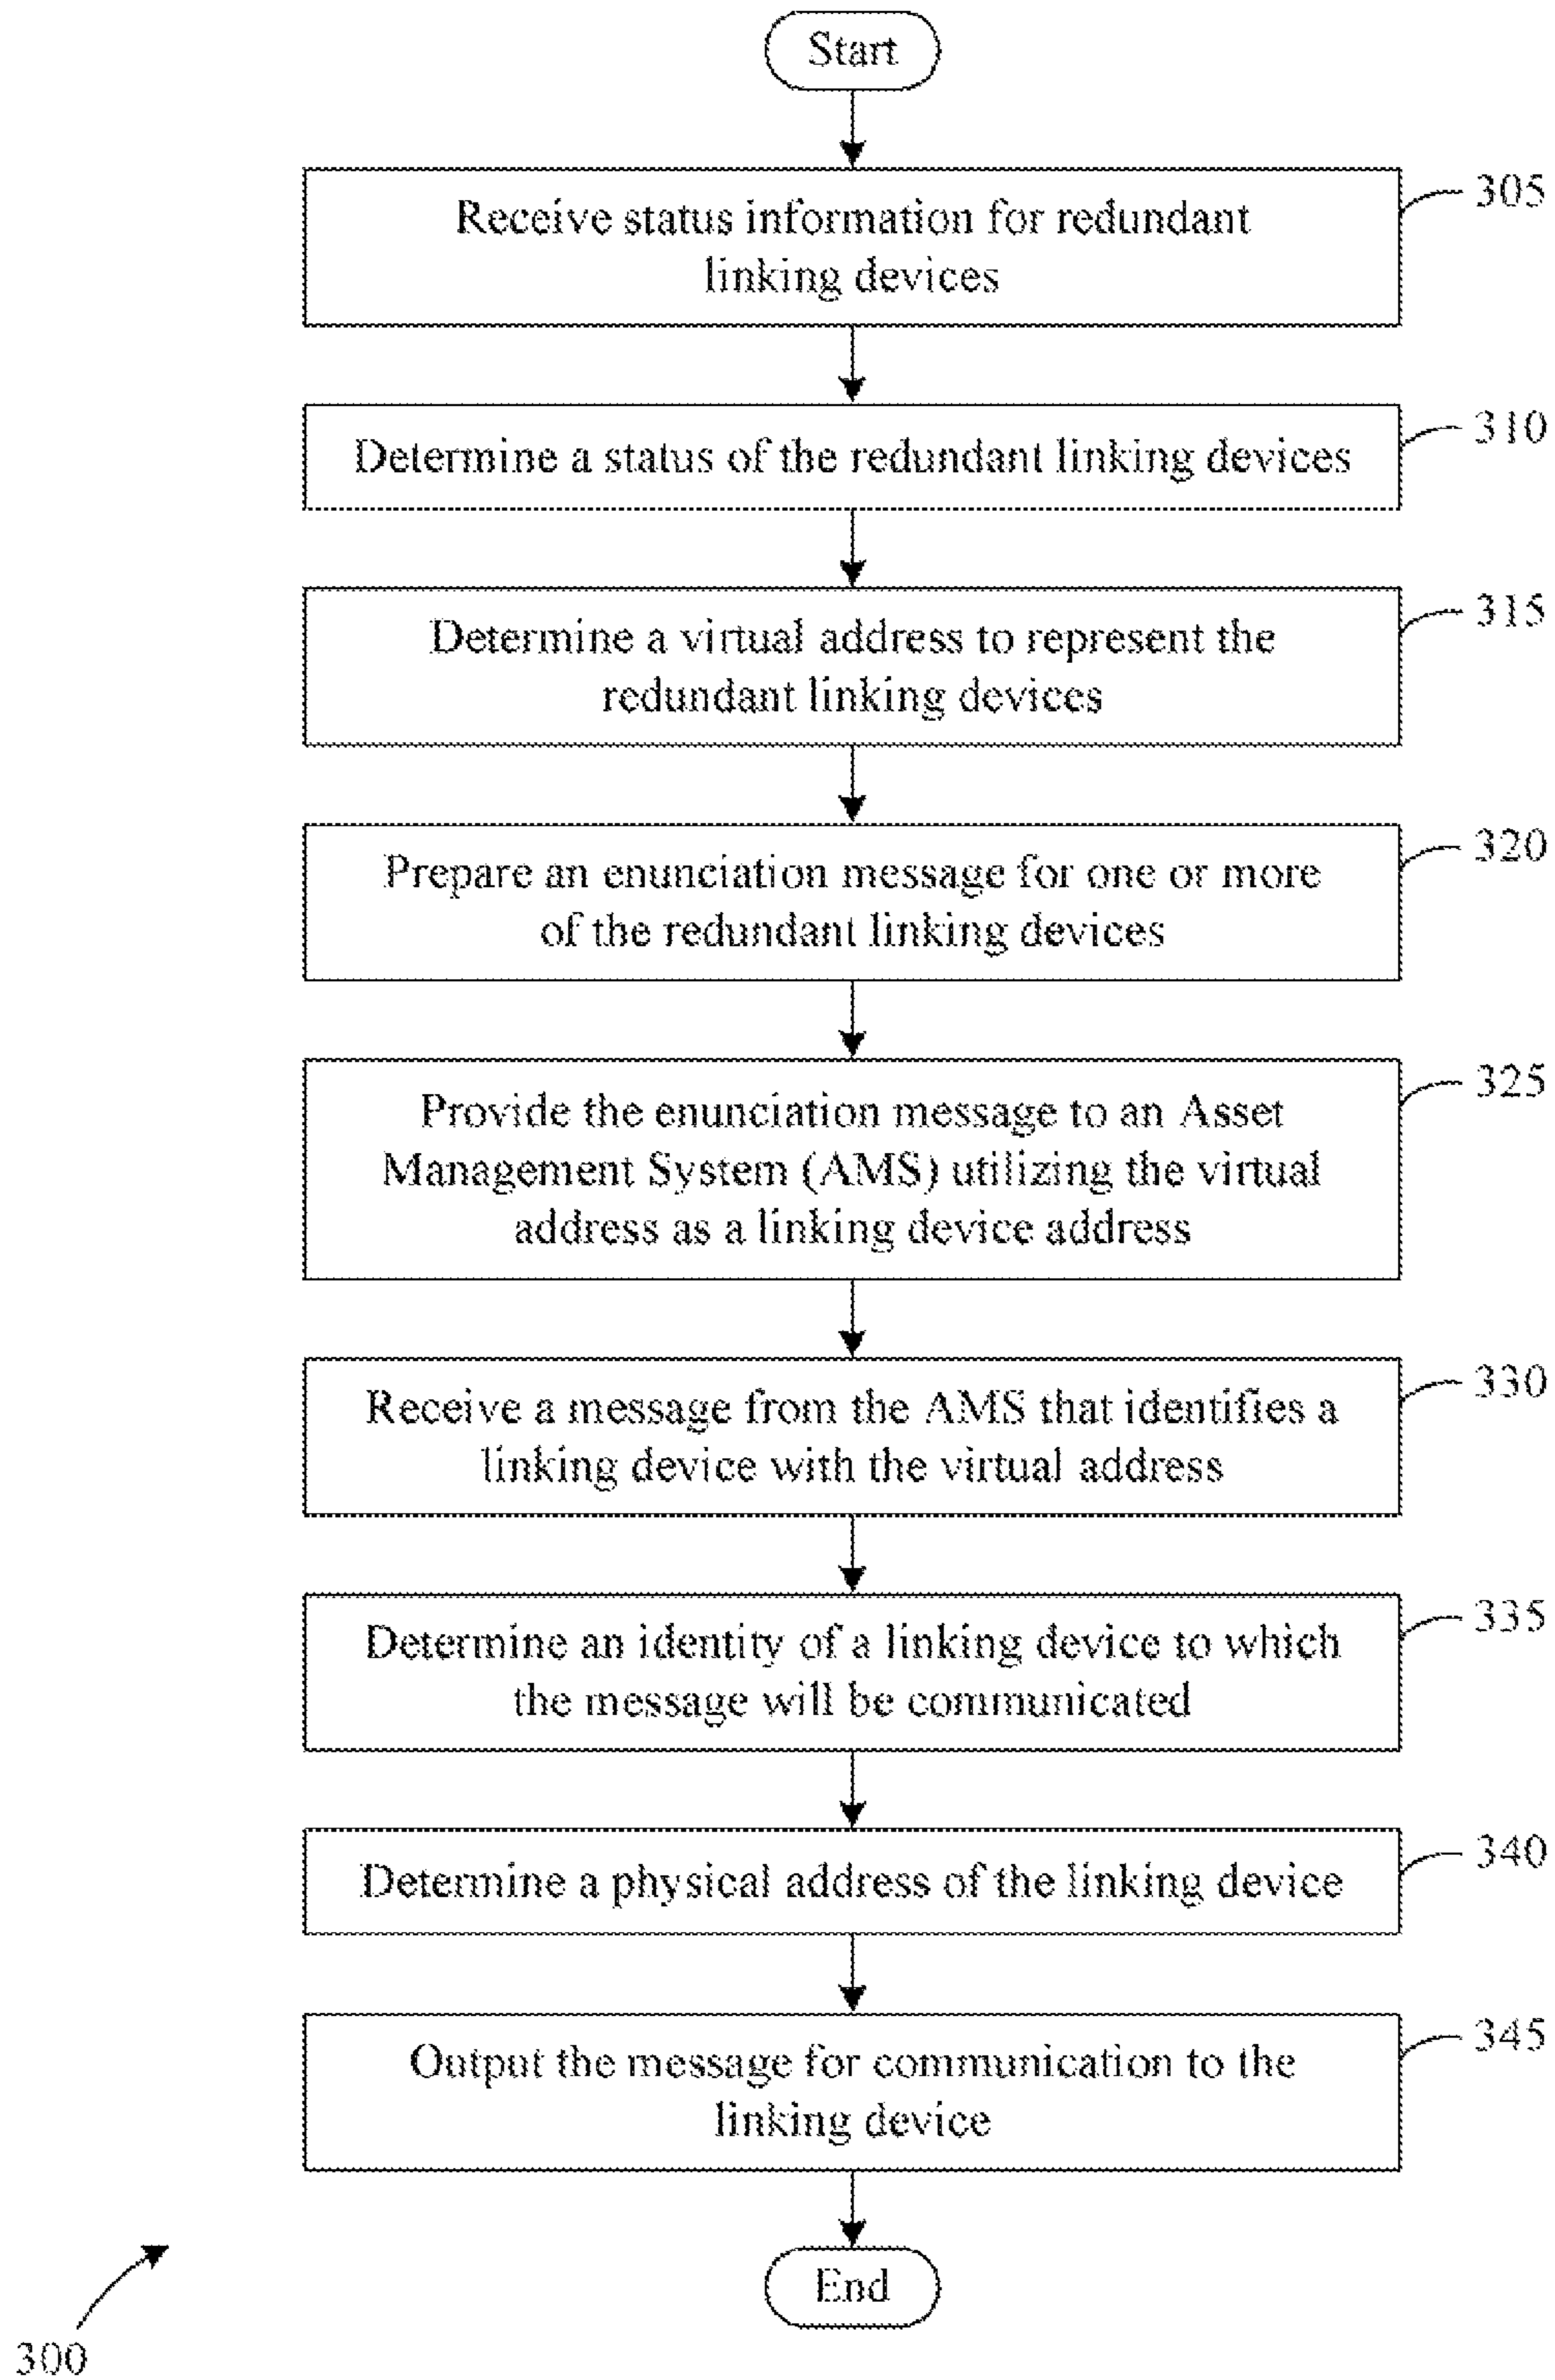 Start
Receive status information for redundant
linking devices
305
Determine a status of the redundant linking devices
310
Determine a virtual address to represent the
redundant linking devices
315
Prepare an enunciation message for one or more
of the redundant linking devices
320
Provide the enunciation message to an Asset
Management System (AMS) utilizing the virtual
address as a linking device address
325
Receive a message from the AMS that identifies a
linking device with the virtual address
330
Determine an identity of a linking device to which
the message will be communicated
335
Determine a physical address of the linking device
340
Output the message for communication to the
linking device
345
End
300